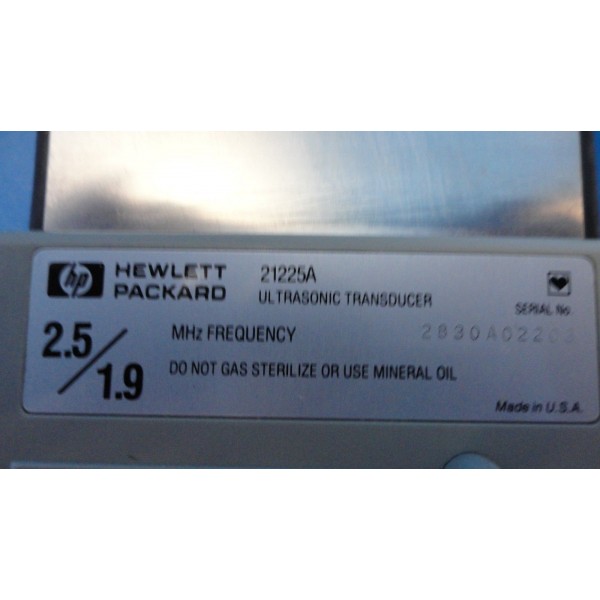 hp HEWLETT PACKARD
21225A
ULTRASONIC TRANSDUCER
SERIAL No.
2.5/1.9
MHz FREQUENCY
DO NOT GAS STERILIZE OR USE MINERAL OIL
Made in U.S.A.